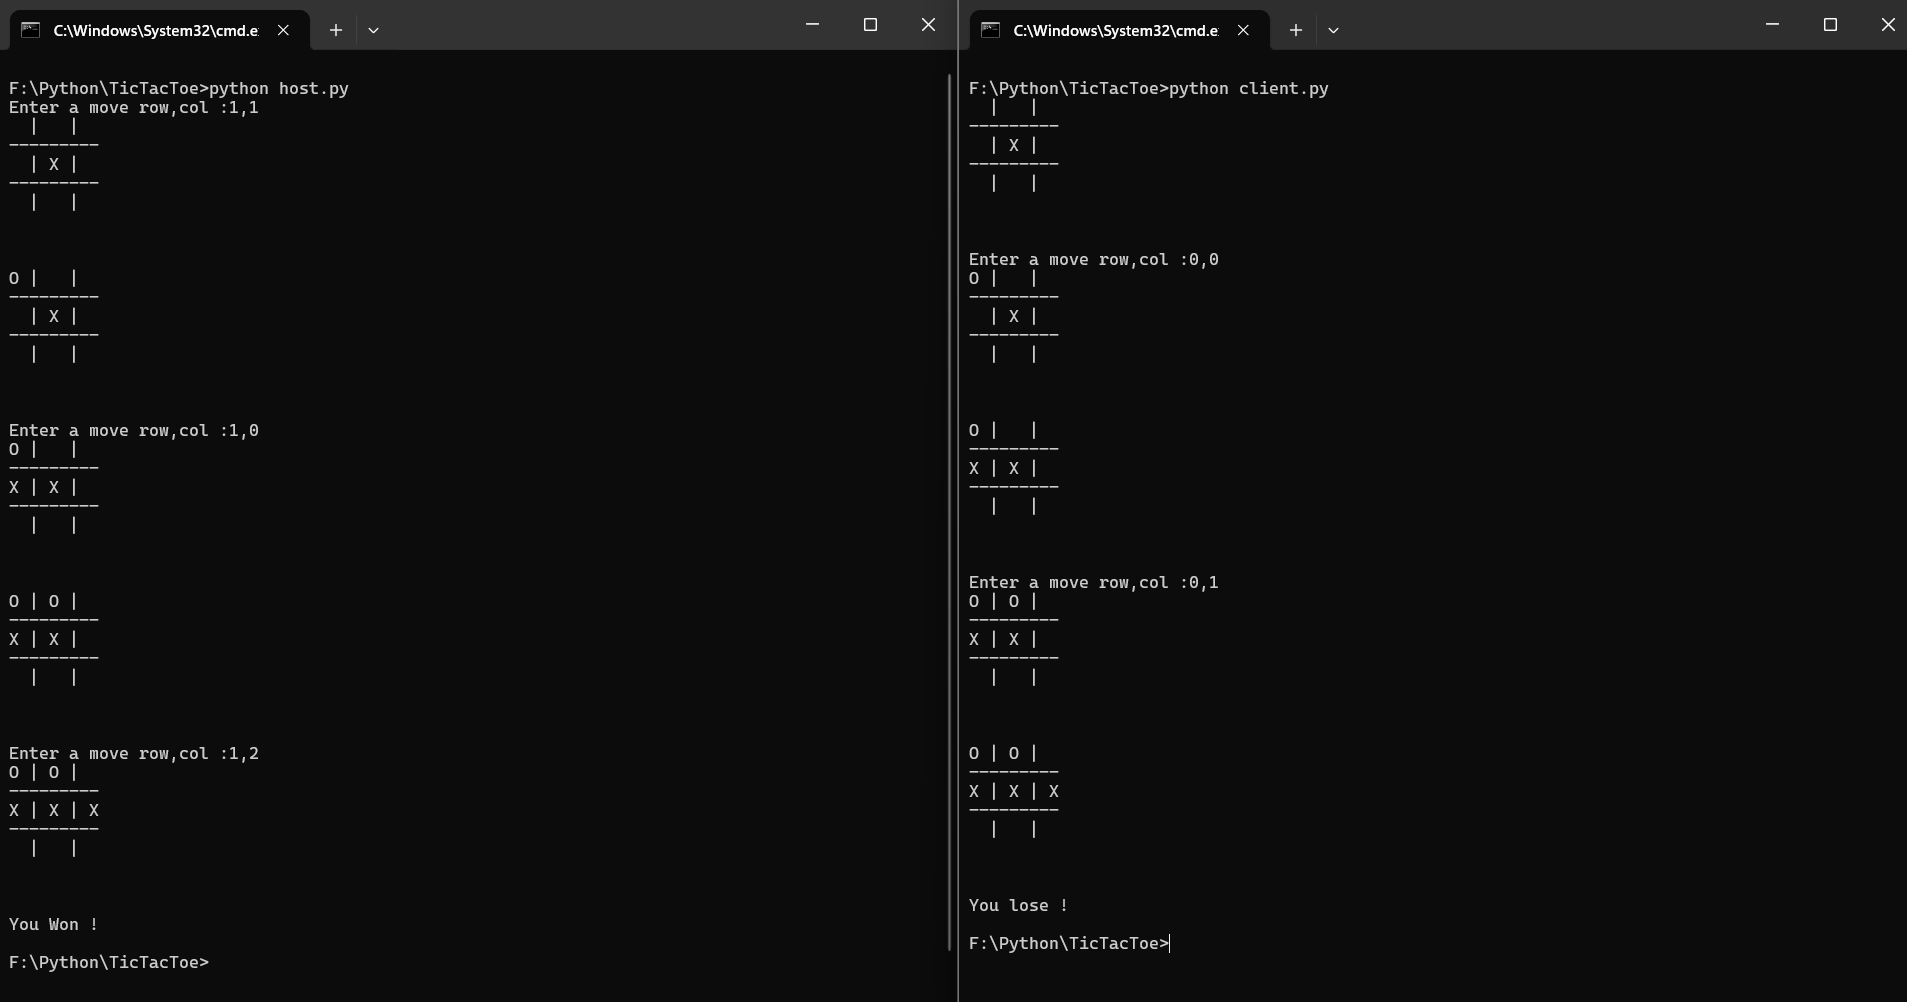 C:\Windows\System32\cmd.e
F:\Python\TicTacToe>python host.py
Enter a move row,col :1,1
  |   |
---------
  | X |
---------
  |   |
O |   |
---------
  | X |
---------
  |   |
Enter a move row,col :1,0
O |   |
---------
X | X |
---------
  |   |
O | O |
---------
X | X |
---------
  |   |
Enter a move row,col :1,2
O | O |
---------
X | X | X
---------
  |   |
You Won !
F:\Python\TicTacToe>
C:\Windows\System32\cmd.e
F:\Python\TicTacToe>python client.py
  |   |
---------
  | X |
---------
  |   |
Enter a move row,col :0,0
O |   |
---------
  | X |
---------
  |   |
O |   |
---------
X | X |
---------
  |   |
Enter a move row,col :0,1
O | O |
---------
X | X |
---------
  |   |
O | O |
---------
X | X | X
---------
  |   |
You lose !
F:\Python\TicTacToe>